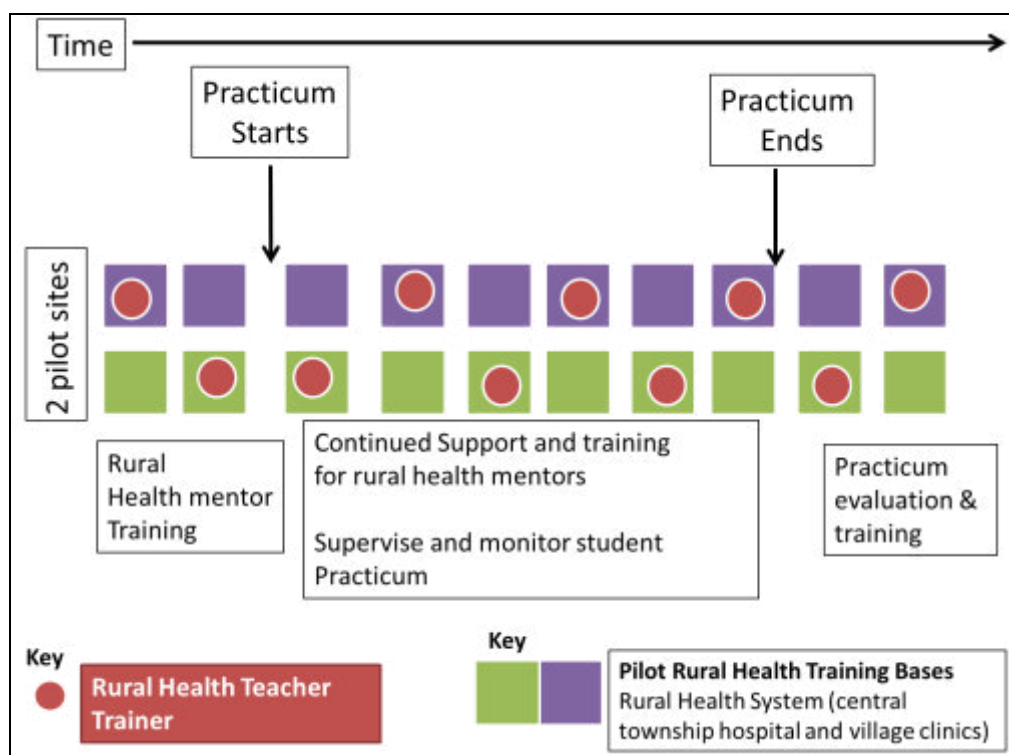 Time
Practicum
Starts
Practicum
Ends
2 pilot sites
Rural
Health mentor
Training
Continued Support and training
for rural health mentors
Supervise and monitor student
Practicum
Practicum
evaluation &
training
Key
Rural Health Teacher
Trainer
Key
Pilot Rural Health Training Bases
Rural Health System (central
township hospital and village clinics)